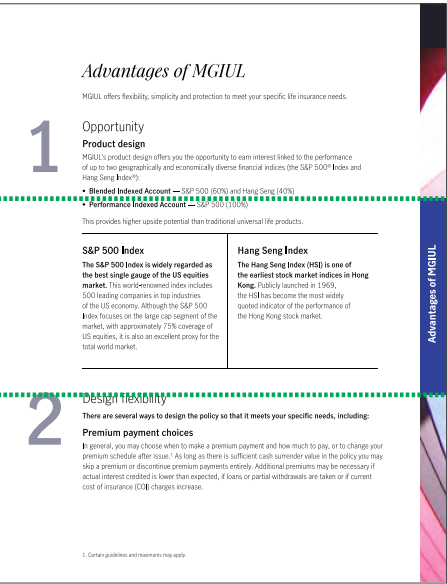 Advantages of MGIUL
MGIUL offers flexibility, simplicity and protection to meet your specific life insurance needs.
1
Opportunity
Product design
MGIUL's product design offers you the opportunity to earn interest linked to the performance
of up to two geographically and economically diverse financial indices (the S&P 500® Index and
Hang Seng Index®):
• Blended Indexed Account — S&P 500 (60%) and Hang Seng (40%)
• Performance Indexed Account — S&P 500 (100%)
This provides higher upside potential than traditional universal life products.
S&P 500 Index
The S&P 500 Index is widely regarded as
the best single gauge of the US equities
market. This world-renowned index includes
500 leading companies in top industries
of the US economy. Although the S&P 500
Index focuses on the large cap segment of the
market, with approximately 75% coverage of
US equities, it is also an excellent proxy for the
total world market.
Hang Seng Index
The Hang Seng Index (HSI) is one of
the earliest stock market indices in Hong
Kong. Publicly launched in 1969,
the HSI has become the most widely
quoted indicator of the performance of
the Hong Kong stock market.
Advantages of MGIUL
2
Design flexibility
There are several ways to design the policy so that it meets your specific needs, including:
Premium payment choices
In general, you may choose when to make a premium payment and how much to pay, or to change your
premium schedule after issue.¹ As long as there is sufficient cash surrender value in the policy you may
skip a premium or discontinue premium payments entirely. Additional premiums may be necessary if
actual interest credited is lower than expected, if loans or partial withdrawals are taken or if current
cost of insurance (COI) charges increase.
1. Certain guidelines and maximums may apply.